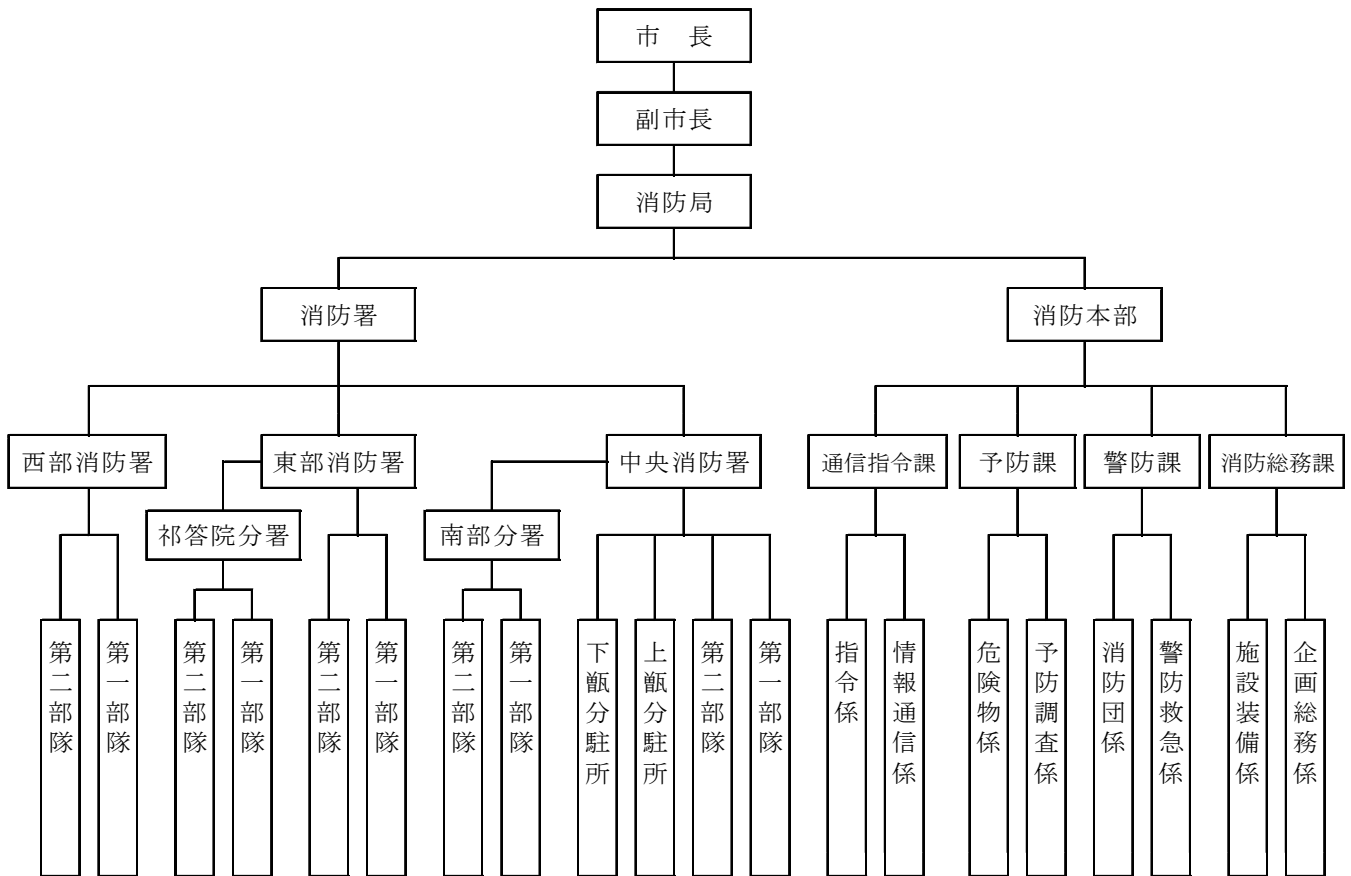 市　長
副市長
消防局
消防署
消防本部
西部消防署
東部消防署
中央消防署
通信指令課
予防課
警防課
消防総務課
祁答院分署
南部分署
第二部隊
第一部隊
第二部隊
第一部隊
第二部隊
第一部隊
第二部隊
第一部隊
下甑分駐所
上甑分駐所
第二部隊
第一部隊
指令係
情報通信係
危険物係
予防調査係
消防団係
警防救急係
施設装備係
企画総務係